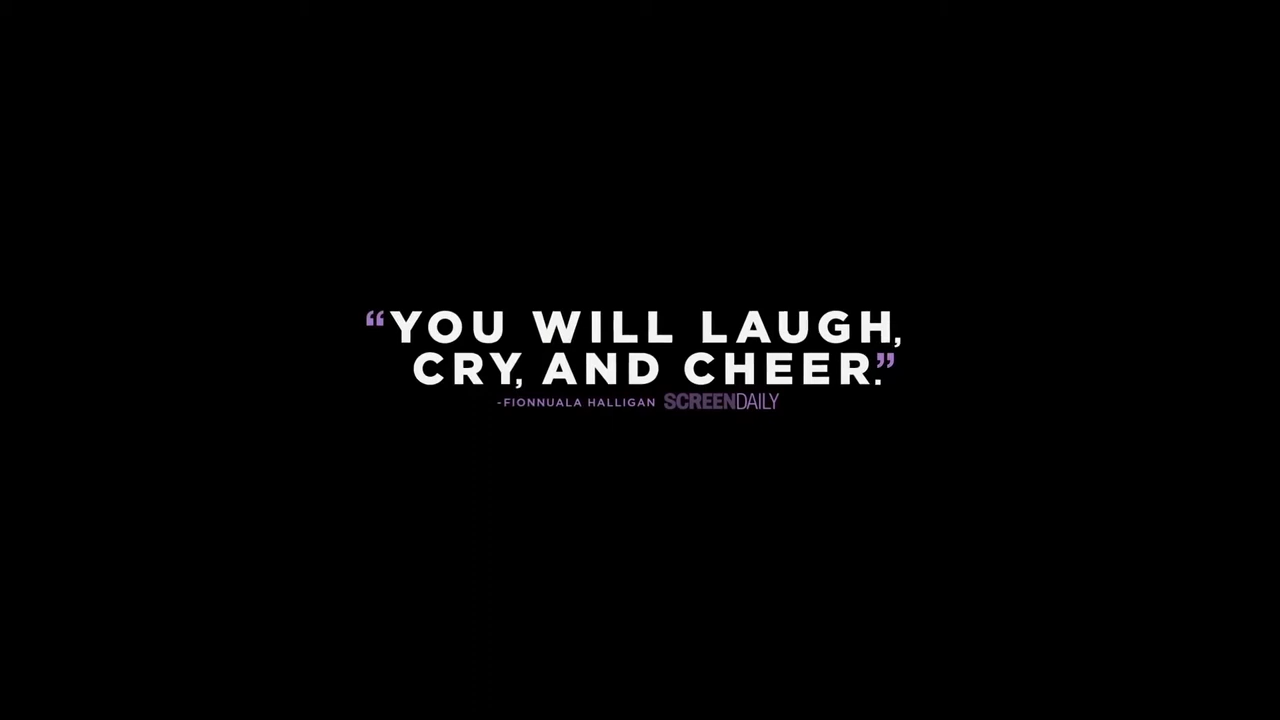 “YOU WILL LAUGH,
CRY, AND CHEER.”
-FIONNUALA HALLIGAN SCREENDAILY